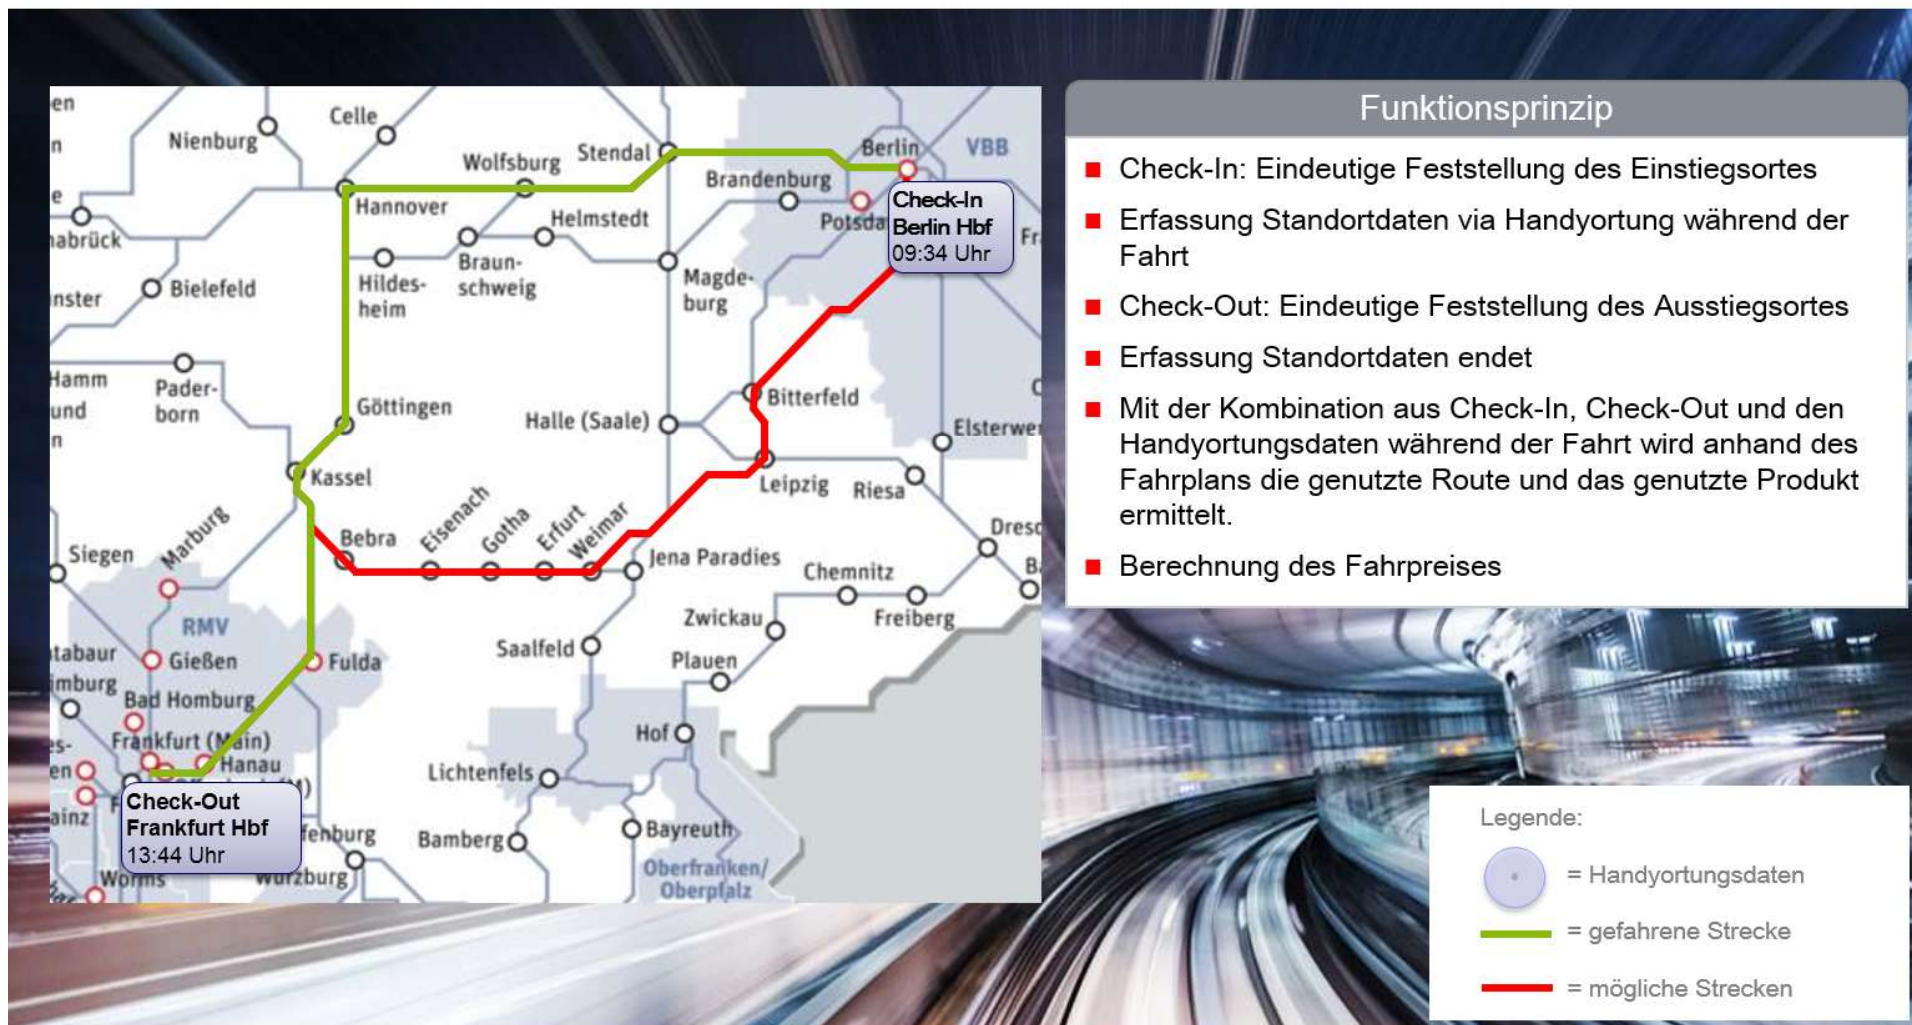 Funktionsprinzip
Check-In: Eindeutige Feststellung des Einstiegsortes
Erfassung Standortdaten via Handyortung während der
Fahrt
Check-Out: Eindeutige Feststellung des Ausstiegsortes
Erfassung Standortdaten endet
Mit der Kombination aus Check-In, Check-Out und den
Handyortungsdaten während der Fahrt wird anhand des
Fahrplans die genutzte Route und das genutzte Produkt
ermittelt.
Berechnung des Fahrpreises
Nienburg
Celle
Wolfsburg
Stendal
Berlin
VBB
Brandenburg
Hannover
Helmstedt
Check-In
Berlin Hbf
09:34 Uhr
Braun-
schweig
Hildes-
heim
Magde-
burg
Bielefeld
Hamm
Pader-
born
Göttingen
Halle (Saale)
Bitterfeld
Kassel
Leipzig
Riesa
Marburg
Bebra
Eisenach
Gotha
Erfurt
Weimar
Jena Paradies
Siegen
Chemnitz
Freiberg
Zwickau
RMV
Gießen
Fulda
Saalfeld
Plauen
Bad Homburg
Hof
Frankfurt (Main)
Hanau
Lichtenfels
Check-Out
Frankfurt Hbf
13:44 Uhr
Bamberg
Bayreuth
Worms
Würzburg
Oberfranken/
Oberpfalz
Legende:
= Handyortungsdaten
= gefahrene Strecke
= mögliche Strecken